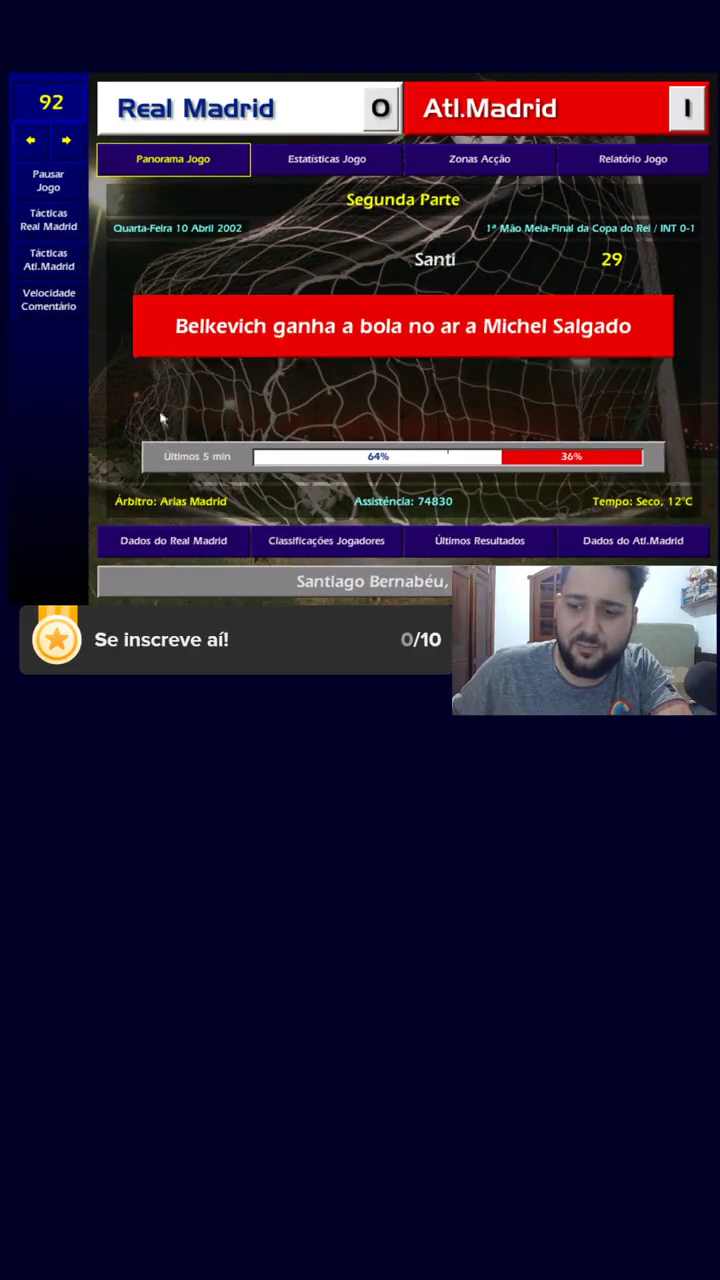 92
Real Madrid 0 Atl.Madrid 1
Panorama Jogo Estatísticas Jogo Zonas Acção Relatório Jogo
Pausar
Jogo
Tácticas
Real Madrid
Tácticas
Atl.Madrid
Velocidade
Comentário
Segunda Parte
Quarta-Feira 10 Abril 2002 1ª Mão Meia-Final da Copa do Rei / INT 0-1
Santi 29
Belkevich ganha a bola no ar a Michel Salgado
Últimos 5 min 64% 36%
Árbitro: Arias Madrid Assistência: 74830 Tempo: Seco, 12°C
Dados do Real Madrid Classificações Jogadores Últimos Resultados Dados do Atl.Madrid
Santiago Bernabéu,
Se inscreve aí! 0/10